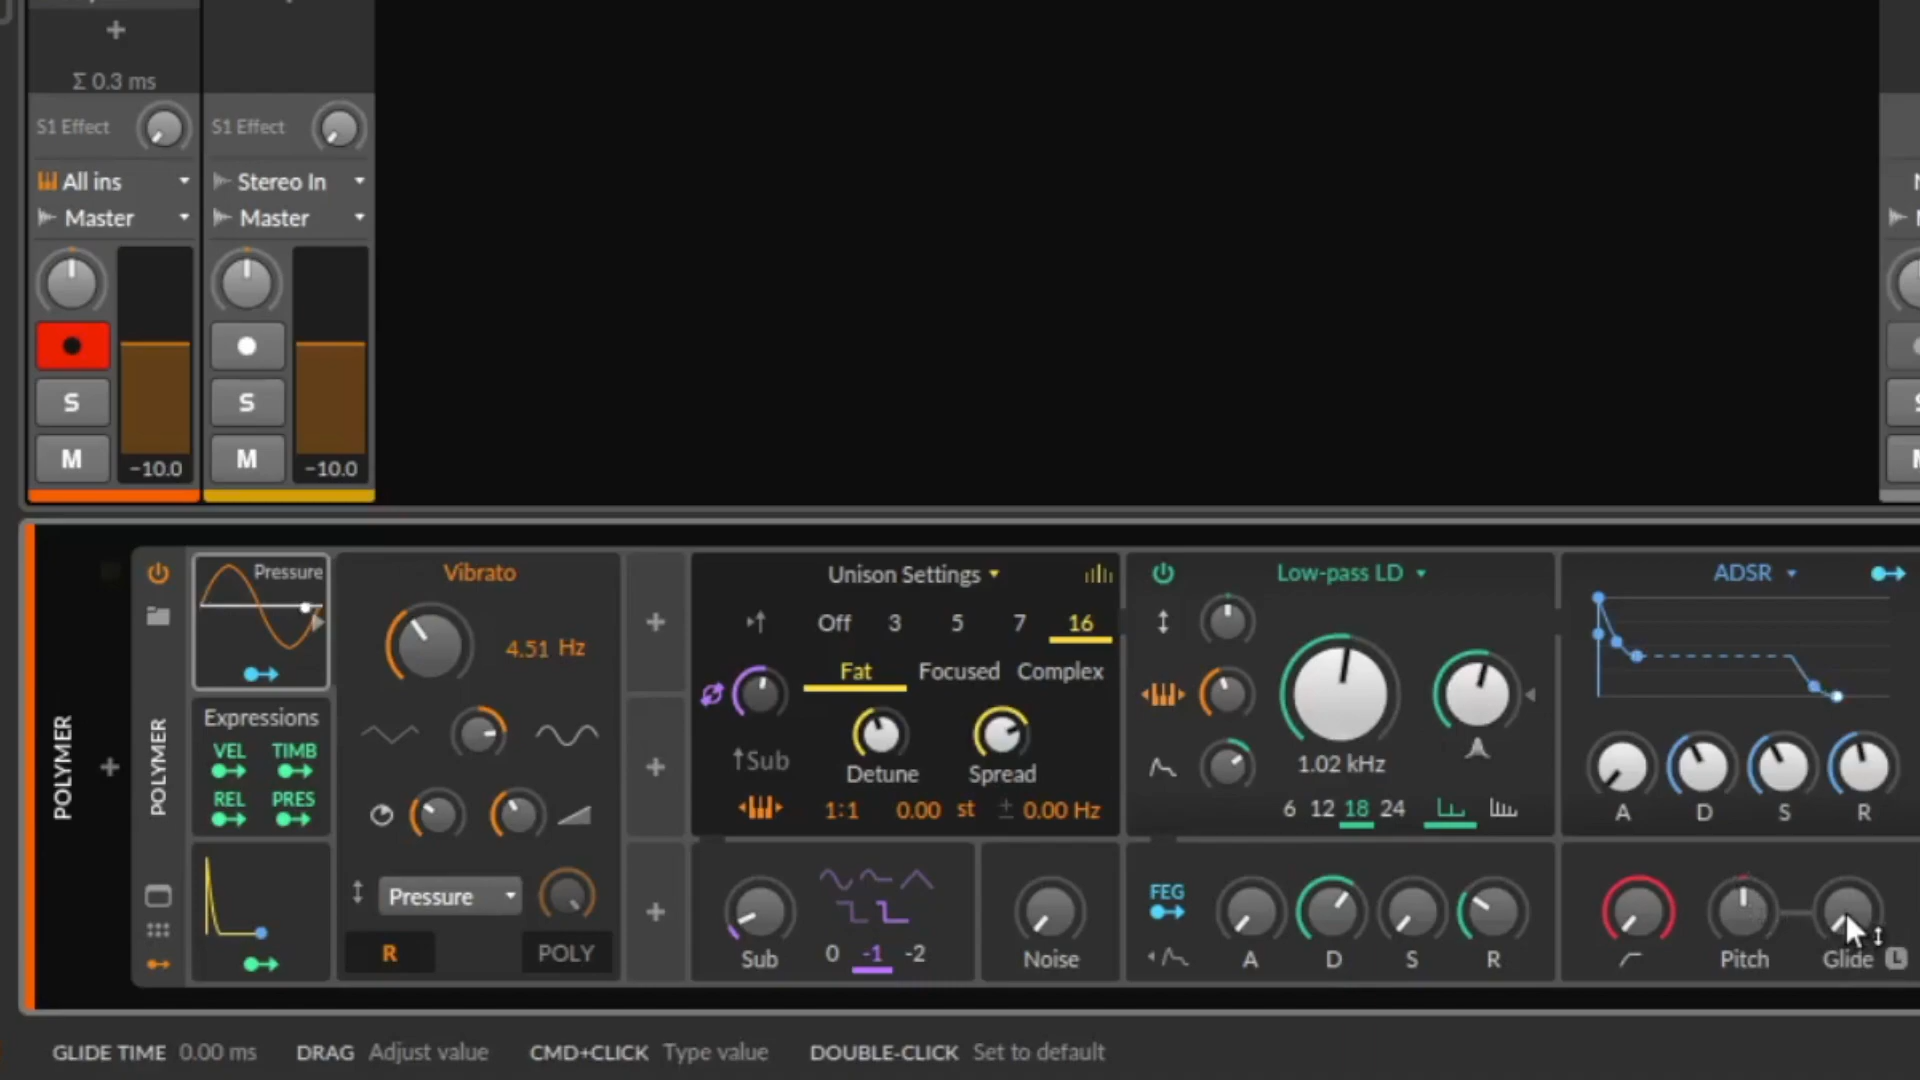 Σ 0.3 ms
S1 Effect
S1 Effect
All ins
Stereo In
Master
Master
S
S
S
M
M
M
−10.0
−10.0
POLYMER
POLYMER
Pressure
Vibrato
4.51 Hz
Unison Settings
Off 3 5 7 16
Fat Focused Complex
↑Sub
Detune Spread
1:1 0.00 st ± 0.00 Hz
Low-pass LD
1.02 kHz
6 12 18 24
ADSR
A D S R
Expressions
VEL TIMB
REL PRES
Pressure
R POLY
Sub
0 -1 -2
Noise
FEG
A D S R
Pitch
Glide L
GLIDE TIME 0.00 ms DRAG Adjust value CMD+CLICK Type value DOUBLE-CLICK Set to default